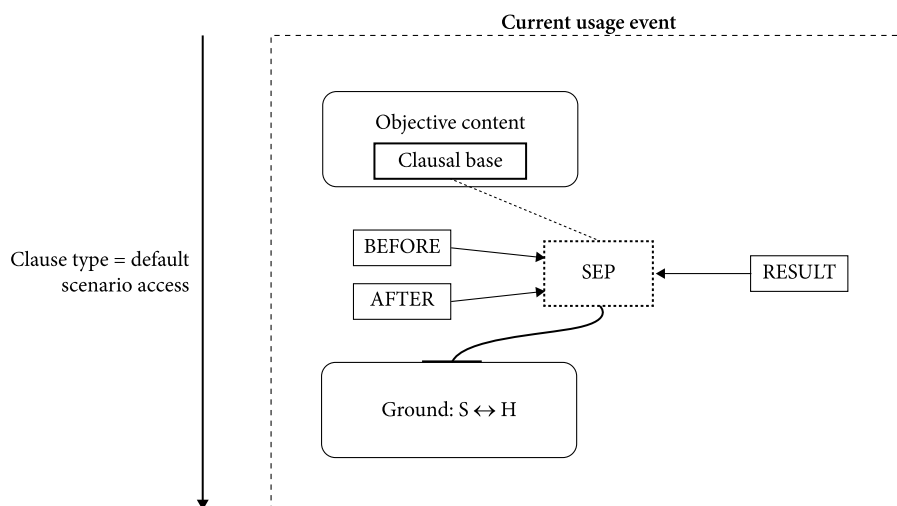 Current usage event
Objective content
Clausal base
BEFORE
SEP
Clause type = default
scenario access
RESULT
AFTER
Ground: S ↔ H